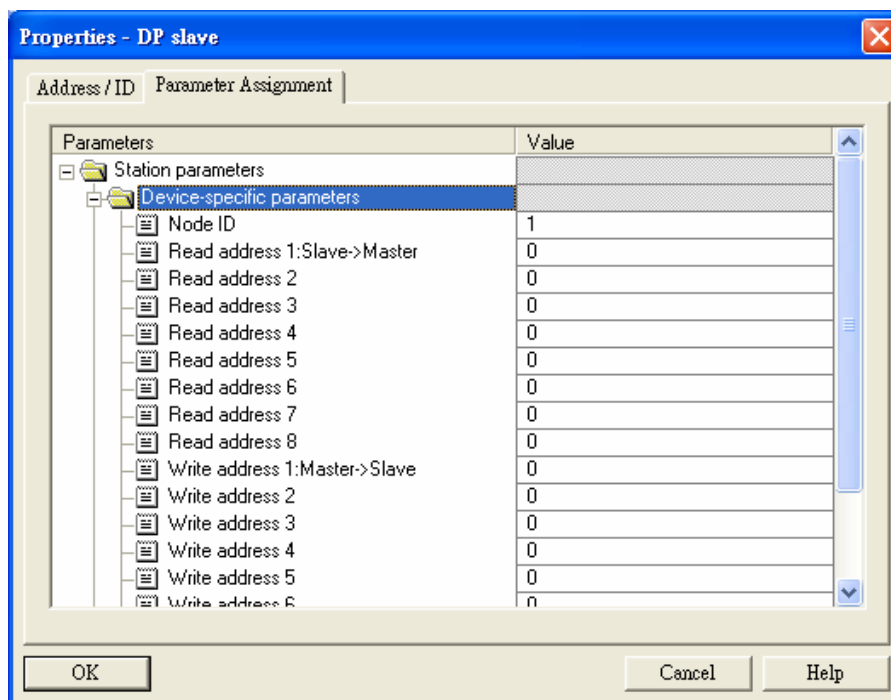 Properties - DP slave
Address / ID Parameter Assignment
Parameters Value
Station parameters
Device-specific parameters
Node ID 1
Read address 1:Slave->Master 0
Read address 2 0
Read address 3 0
Read address 4 0
Read address 5 0
Read address 6 0
Read address 7 0
Read address 8 0
Write address 1:Master->Slave 0
Write address 2 0
Write address 3 0
Write address 4 0
Write address 5 0
Write address 6 0
OK Cancel Help